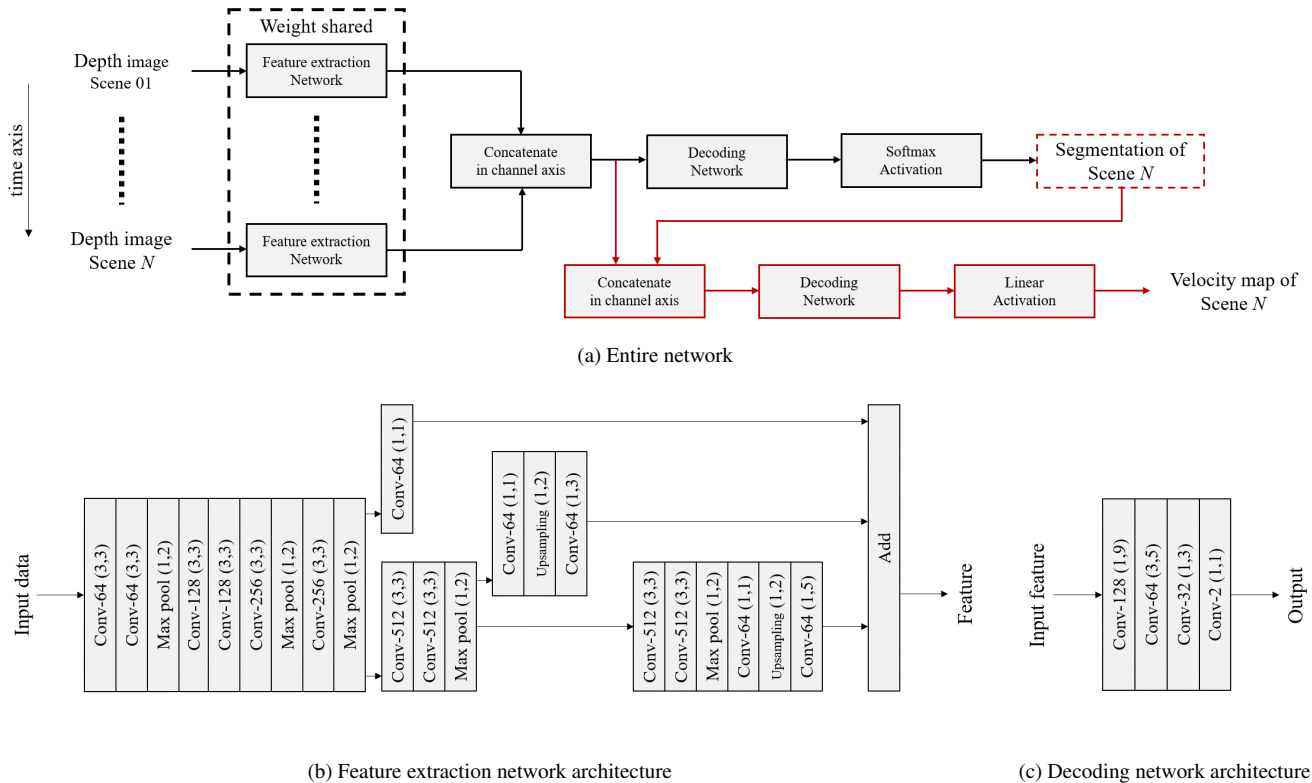 Weight shared
Depth image
Scene 01
Feature extraction
Network
time axis
Concatenate
in channel axis
Decoding
Network
Softmax
Activation
Segmentation of
Scene N
Depth image
Scene N
Feature extraction
Network
Concatenate
in channel axis
Decoding
Network
Linear
Activation
Velocity map of
Scene N
(a) Entire network
Input data
Conv-64 (3,3)
Conv-64 (3,3)
Max pool (1,2)
Conv-128 (3,3)
Conv-128 (3,3)
Conv-256 (3,3)
Max pool (1,2)
Conv-256 (3,3)
Max pool (1,2)
Conv-64 (1,1)
Conv-512 (3,3)
Conv-512 (3,3)
Max pool (1,2)
Conv-64 (1,1)
Upsampling (1,2)
Conv-64 (1,3)
Conv-512 (3,3)
Conv-512 (3,3)
Max pool (1,2)
Conv-64 (1,1)
Upsampling (1,2)
Conv-64 (1,5)
Add
Feature
Input feature
Conv-128 (1,9)
Conv-64 (3,5)
Conv-32 (1,3)
Conv-2 (1,1)
Output
(b) Feature extraction network architecture
(c) Decoding network architecture